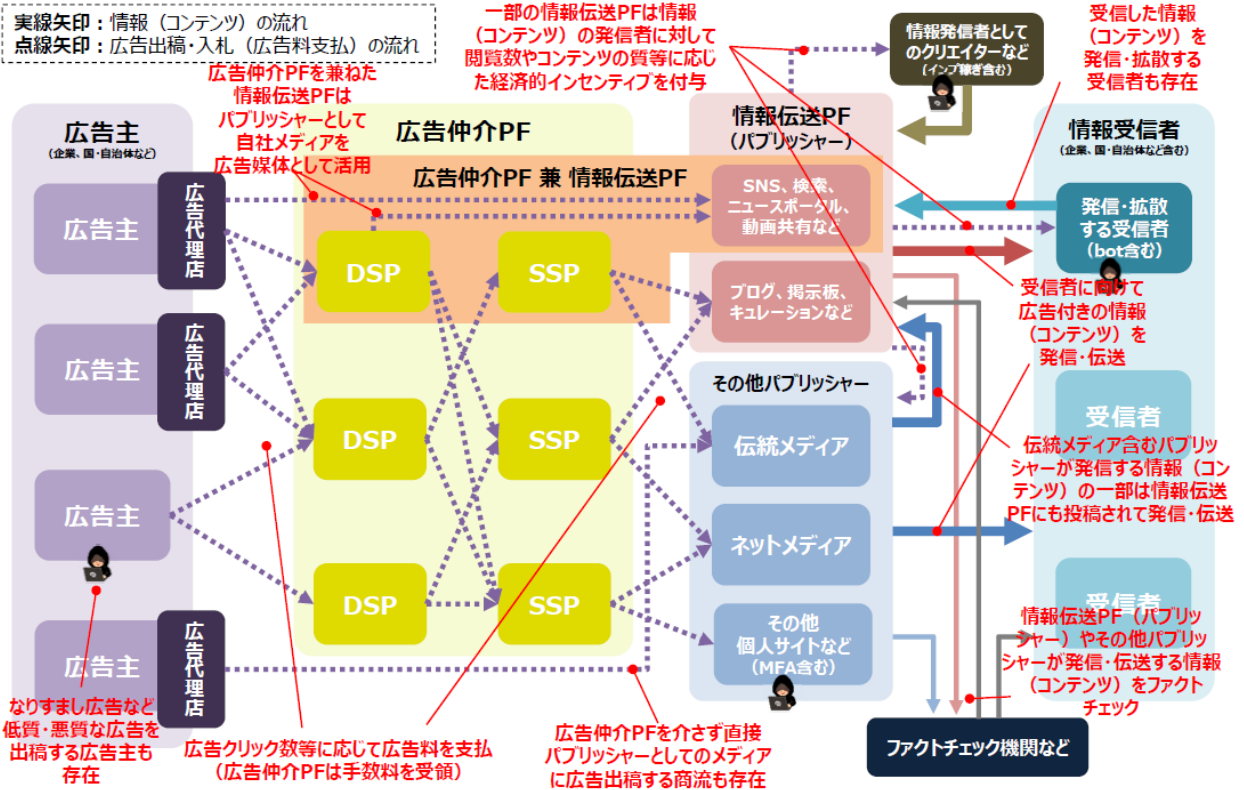 実線矢印：情報（コンテンツ）の流れ
点線矢印：広告出稿・入札（広告料支払）の流れ
一部の情報伝送PFは情報
（コンテンツ）の発信者に対して
閲覧数やコンテンツの質等に応じ
た経済的インセンティブを付与
情報発信者として
のクリエイターなど
（インプ稼ぎ含む）
受信した情報
（コンテンツ）を
発信・拡散する
受信者も存在
広告仲介PFを兼ねた
情報伝送PFは
パブリッシャーとして
自社メディアを
広告媒体として活用
広告主
（企業、国・自治体など）
広告主
広告代理店
広告主
広告代理店
広告主
広告主
広告代理店
広告仲介PF
広告仲介PF 兼 情報伝送PF
DSP
SSP
DSP
SSP
DSP
SSP
情報伝送PF
（パブリッシャー）
SNS、検索、
ニュースポータル、
動画共有など
ブログ、掲示板、
キュレーションなど
その他パブリッシャー
伝統メディア
ネットメディア
その他
個人サイトなど
（MFA含む）
情報受信者
（企業、国・自治体など含む）
発信・拡散
する受信者
（bot含む）
受信者に向けて
広告付きの情報
（コンテンツ）を
発信・伝送
受信者
伝統メディア含むパブリッ
シャーが発信する情報（コン
テンツ）の一部は情報伝送
PFにも投稿されて発信・伝送
受信者
情報伝送PF（パブリッ
シャー）やその他パブリッ
シャーが発信・伝送する情報
（コンテンツ）をファクト
チェック
ファクトチェック機関など
なりすまし広告など
低質・悪質な広告を
出稿する広告主も
存在
広告クリック数等に応じて広告料を支払
（広告仲介PFは手数料を受領）
広告仲介PFを介さず直接
パブリッシャーとしてのメディア
に広告出稿する商流も存在